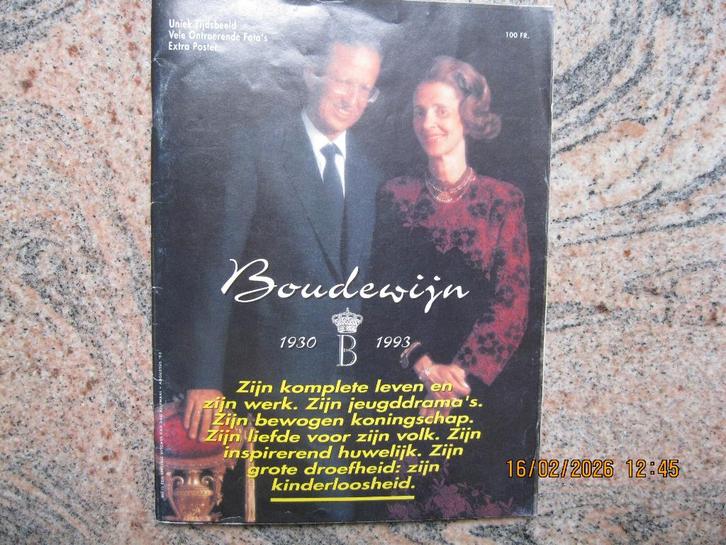 Uniek Tijdsbeeld
Vele Ontroerende Foto's
Extra Poster
100 FR.
Boudewijn
1930 B 1993
Zijn komplete leven en
zijn werk. Zijn jeugddrama's.
Zijn bewogen koningschap.
Zijn liefde voor zijn volk. Zijn
inspirerend huwelijk. Zijn
grote droefheid: zijn
kinderloosheid.
16/02/2026 12:45